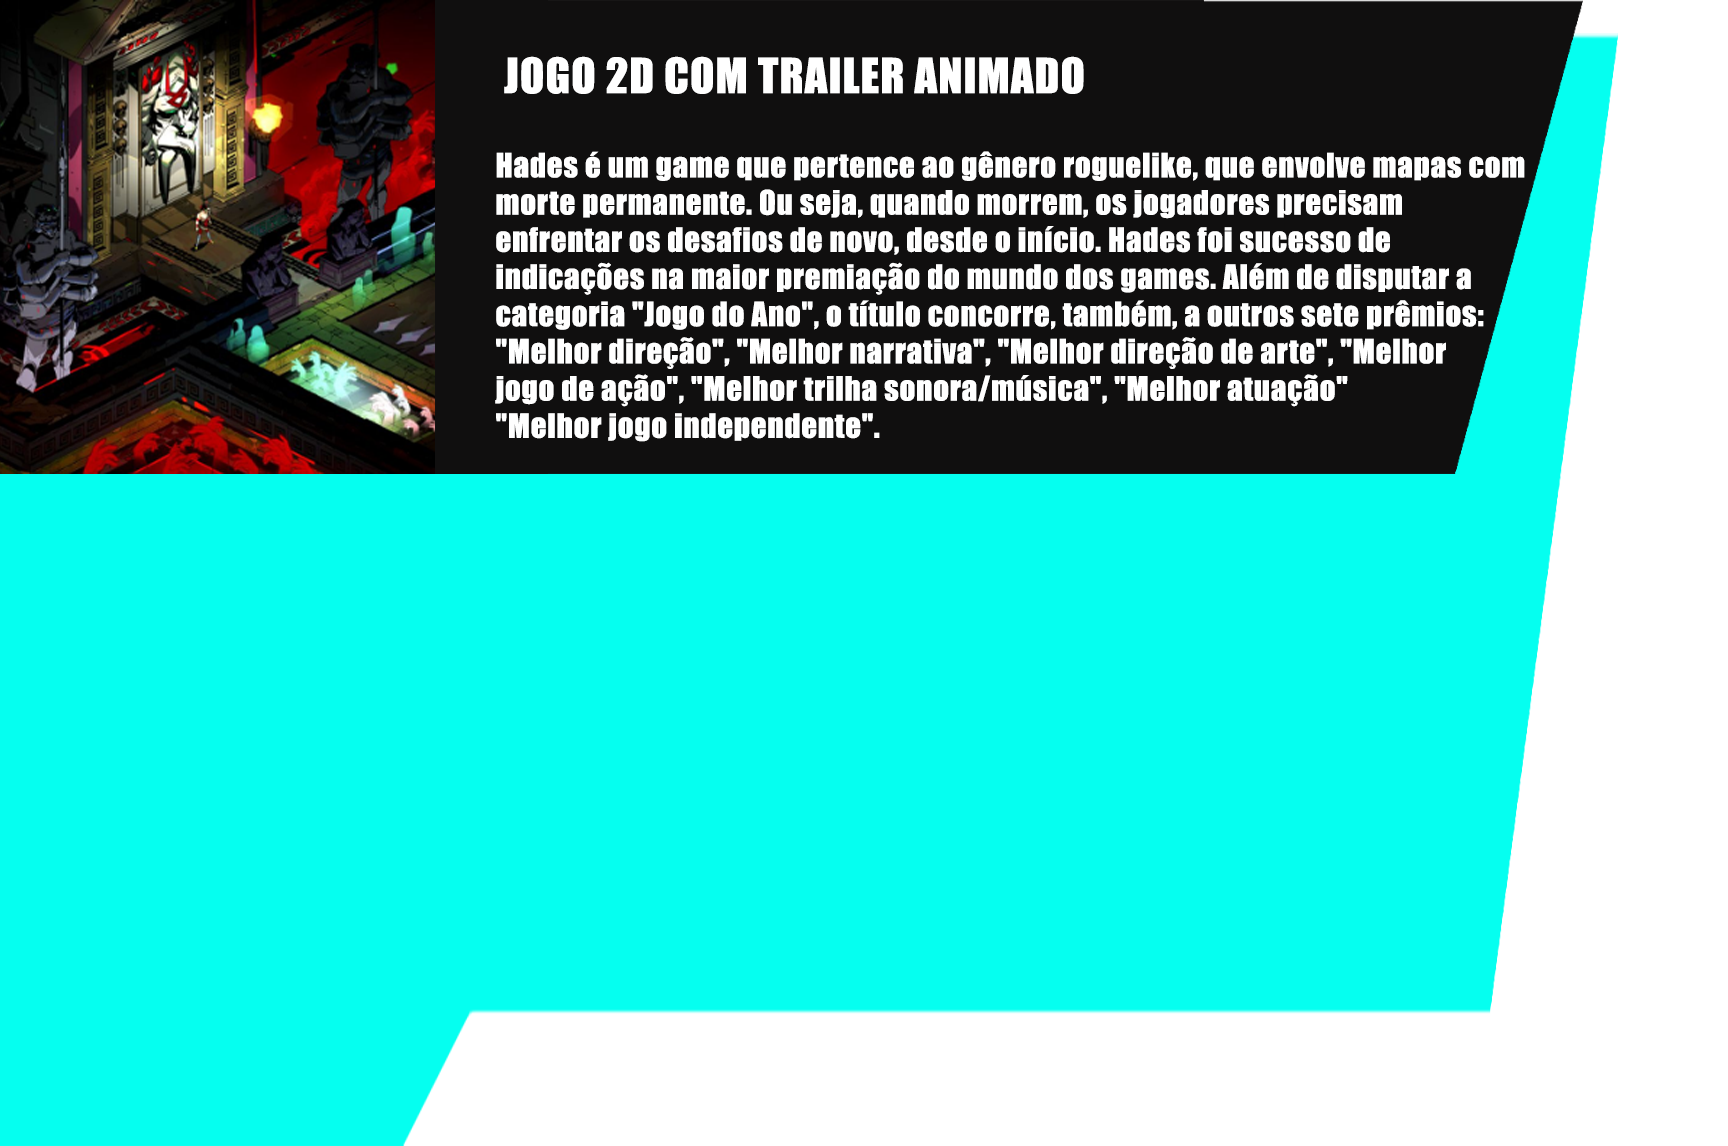 JOGO 2D COM TRAILER ANIMADO
Hades é um game que pertence ao gênero roguelike, que envolve mapas com
morte permanente. Ou seja, quando morrem, os jogadores precisam
enfrentar os desafios de novo, desde o início. Hades foi sucesso de
indicações na maior premiação do mundo dos games. Além de disputar a
categoria "Jogo do Ano", o título concorre, também, a outros sete prêmios:
"Melhor direção", "Melhor narrativa", "Melhor direção de arte", "Melhor
jogo de ação", "Melhor trilha sonora/música", "Melhor atuação"
"Melhor jogo independente".